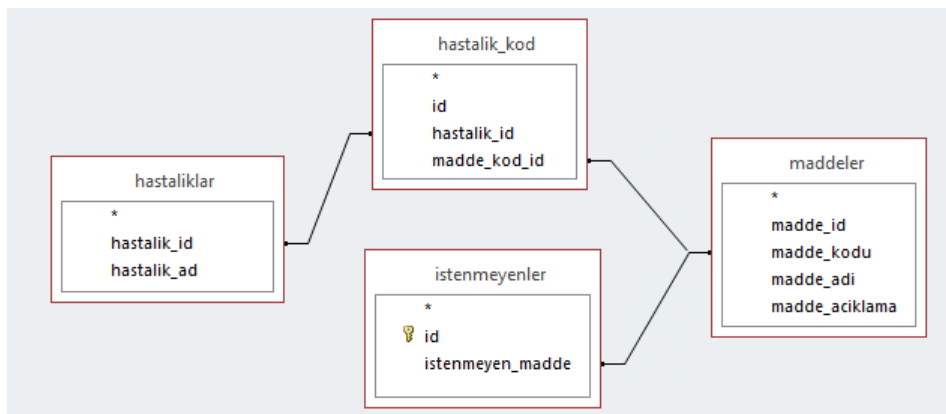 hastalik_kod
*
id
hastalik_id
madde_kod_id
hastaliklar
*
hastalik_id
hastalik_ad
maddeler
*
madde_id
madde_kodu
madde_adi
madde_aciklama
istenmeyenler
*
id
istenmeyen_madde